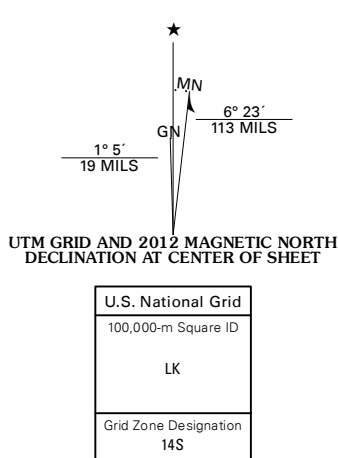 ★
MN
6° 23´
113 MILS
GN
1° 5´
19 MILS
UTM GRID AND 2012 MAGNETIC NORTH
DECLINATION AT CENTER OF SHEET
U.S. National Grid
100,000-m Square ID
LK
Grid Zone Designation
14S